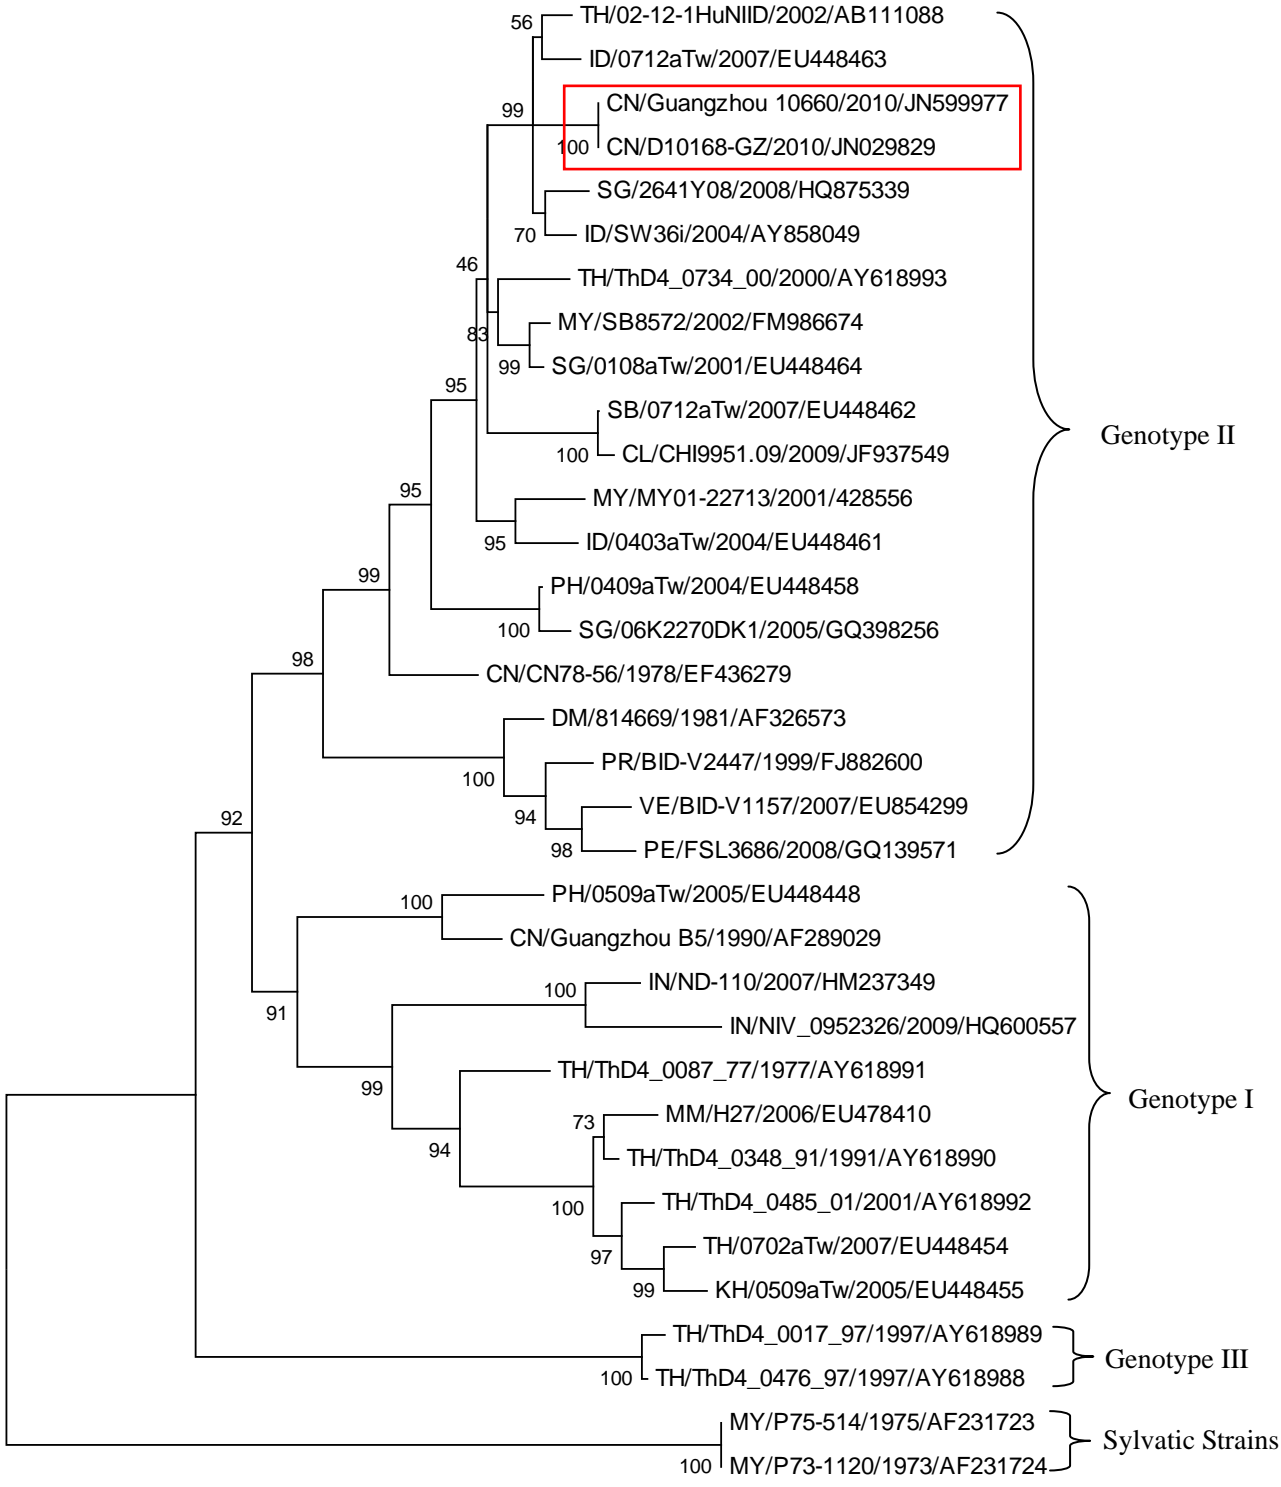 TH/02-12-1HuNIID/2002/AB111088
56
ID/0712aTw/2007/EU448463
CN/Guangzhou 10660/2010/JN599977
99
100
CN/D10168-GZ/2010/JN029829
SG/2641Y08/2008/HQ875339
70
ID/SW36i/2004/AY858049
46
TH/ThD4_0734_00/2000/AY618993
MY/SB8572/2002/FM986674
83
99
SG/0108aTw/2001/EU448464
95
SB/0712aTw/2007/EU448462
Genotype II
100
CL/CHI9951.09/2009/JF937549
95
MY/MY01-22713/2001/428556
95
ID/0403aTw/2004/EU448461
99
PH/0409aTw/2004/EU448458
100
SG/06K2270DK1/2005/GQ398256
98
CN/CN78-56/1978/EF436279
DM/814669/1981/AF326573
100
PR/BID-V2447/1999/FJ882600
92
94
VE/BID-V1157/2007/EU854299
98
PE/FSL3686/2008/GQ139571
100
PH/0509aTw/2005/EU448448
CN/Guangzhou B5/1990/AF289029
91
100
IN/ND-110/2007/HM237349
IN/NIV_0952326/2009/HQ600557
99
TH/ThD4_0087_77/1977/AY618991
Genotype I
73
MM/H27/2006/EU478410
94
TH/ThD4_0348_91/1991/AY618990
100
TH/ThD4_0485_01/2001/AY618992
97
TH/0702aTw/2007/EU448454
99
KH/0509aTw/2005/EU448455
TH/ThD4_0017_97/1997/AY618989
Genotype III
100
TH/ThD4_0476_97/1997/AY618988
MY/P75-514/1975/AF231723
Sylvatic Strains
100
MY/P73-1120/1973/AF231724